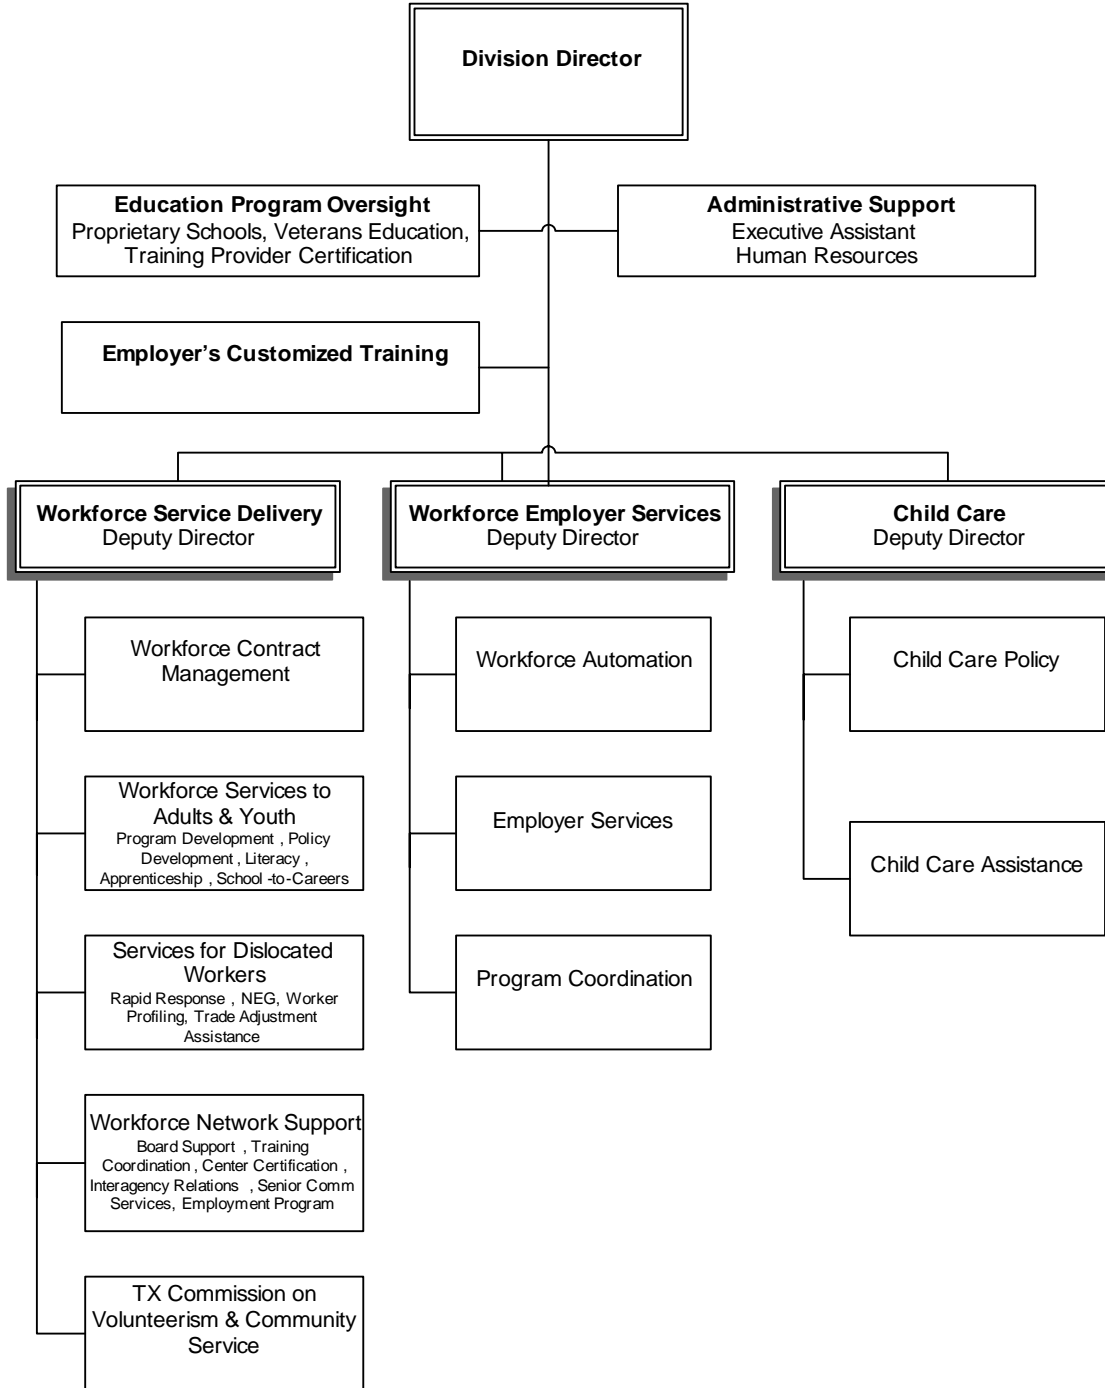 Division Director
Education Program Oversight
Proprietary Schools, Veterans Education,
Training Provider Certification
Administrative Support
Executive Assistant
Human Resources
Employer's Customized Training
Workforce Service Delivery
Deputy Director
Workforce Employer Services
Deputy Director
Child Care
Deputy Director
Workforce Contract
Management
Workforce Services to
Adults & Youth
Program Development , Policy
Development , Literacy ,
Apprenticeship , School -to-Careers
Services for Dislocated
Workers
Rapid Response , NEG, Worker
Profiling, Trade Adjustment
Assistance
Workforce Network Support
Board Support , Training
Coordination , Center Certification ,
Interagency Relations , Senior Comm
Services, Employment Program
TX Commission on
Volunteerism & Community
Service
Workforce Automation
Employer Services
Program Coordination
Child Care Policy
Child Care Assistance